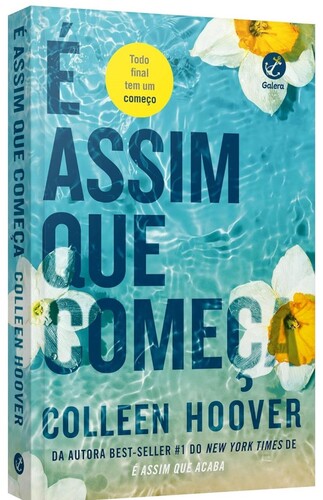 É ASSIM QUE COMEÇA COLLEEN HOOVER
É
Todo
final
tem um
começo
Galera
ASSIM
QUE
COMEÇA
COLLEEN HOOVER
DA AUTORA BEST-SELLER #1 DO NEW YORK TIMES DE
É ASSIM QUE ACABA